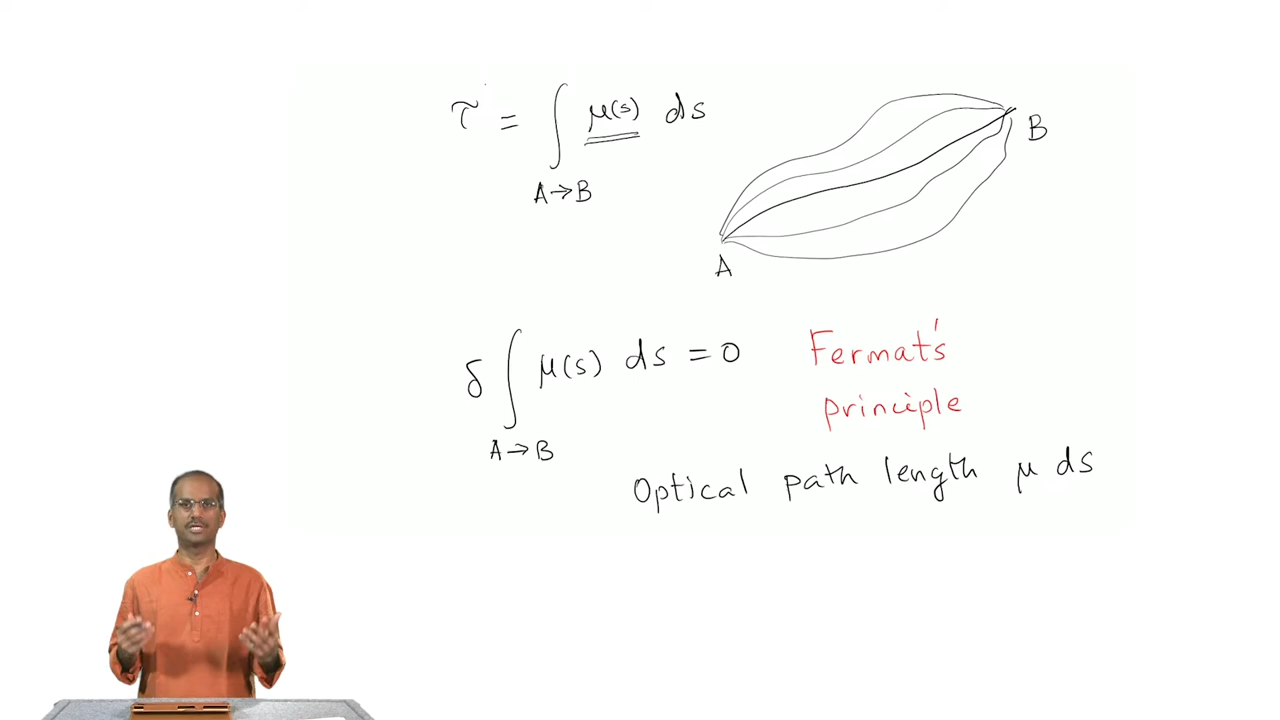 τ = ∫ μ(s) ds
A→B
B
A
δ ∫ μ(s) ds = 0
A→B
Fermat's
principle
Optical path length μ ds